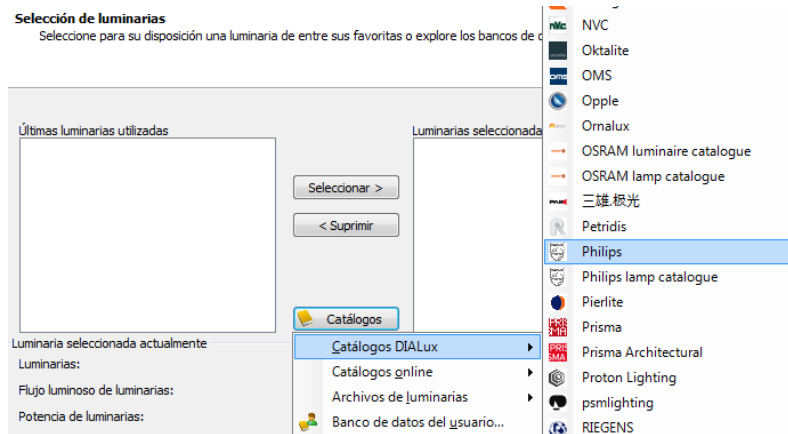 Selección de luminarias
Seleccione para su disposición una luminaria de entre sus favoritas o explore los bancos de
Últimas luminarias utilizadas
Luminarias seleccionada
Seleccionar >
< Suprimir
Catálogos
Luminaria seleccionada actualmente
Luminarias:
Flujo luminoso de luminarias:
Potencia de luminarias:
Catálogos DIALux
Catálogos online
Archivos de luminarias
Banco de datos del usuario...
NVC
Oktalite
OMS
Opple
Ornalux
OSRAM luminaire catalogue
OSRAM lamp catalogue
三雄.极光
Petridis
Philips
Philips lamp catalogue
Pierlite
Prisma
Prisma Architectural
Proton Lighting
psmlighting
RIEGENS